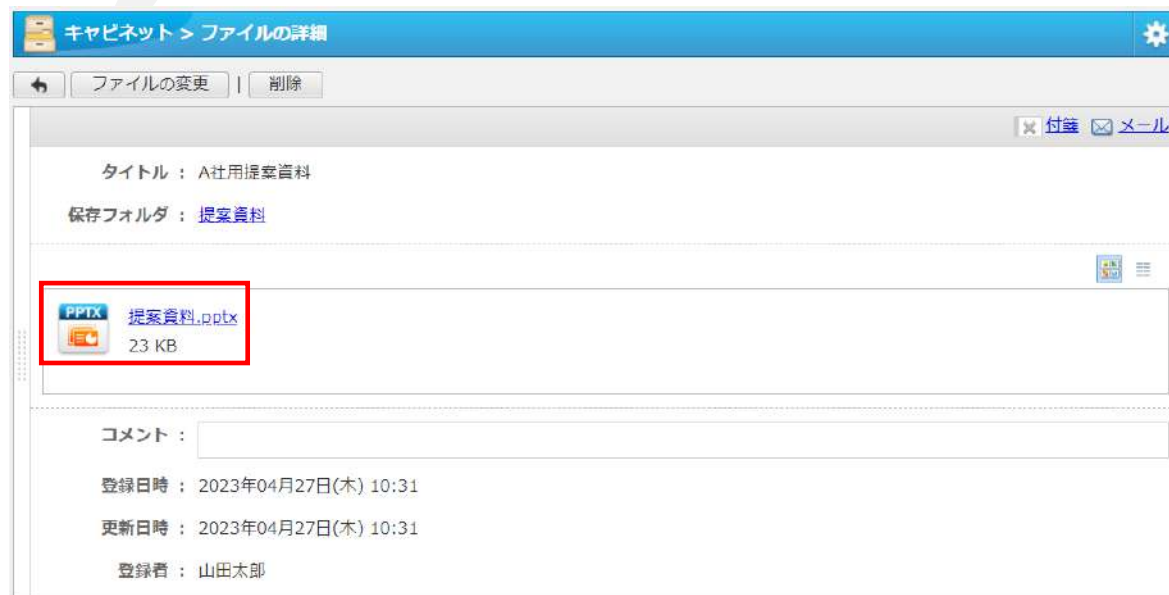 キャビネット > ファイルの詳細
ファイルの変更 | 削除
付箋 メール
タイトル : A社用提案資料
保存フォルダ : 提案資料
PPTX 提案資料.pptx
23 KB
コメント :
登録日時 : 2023年04月27日(木) 10:31
更新日時 : 2023年04月27日(木) 10:31
登録者 : 山田太郎